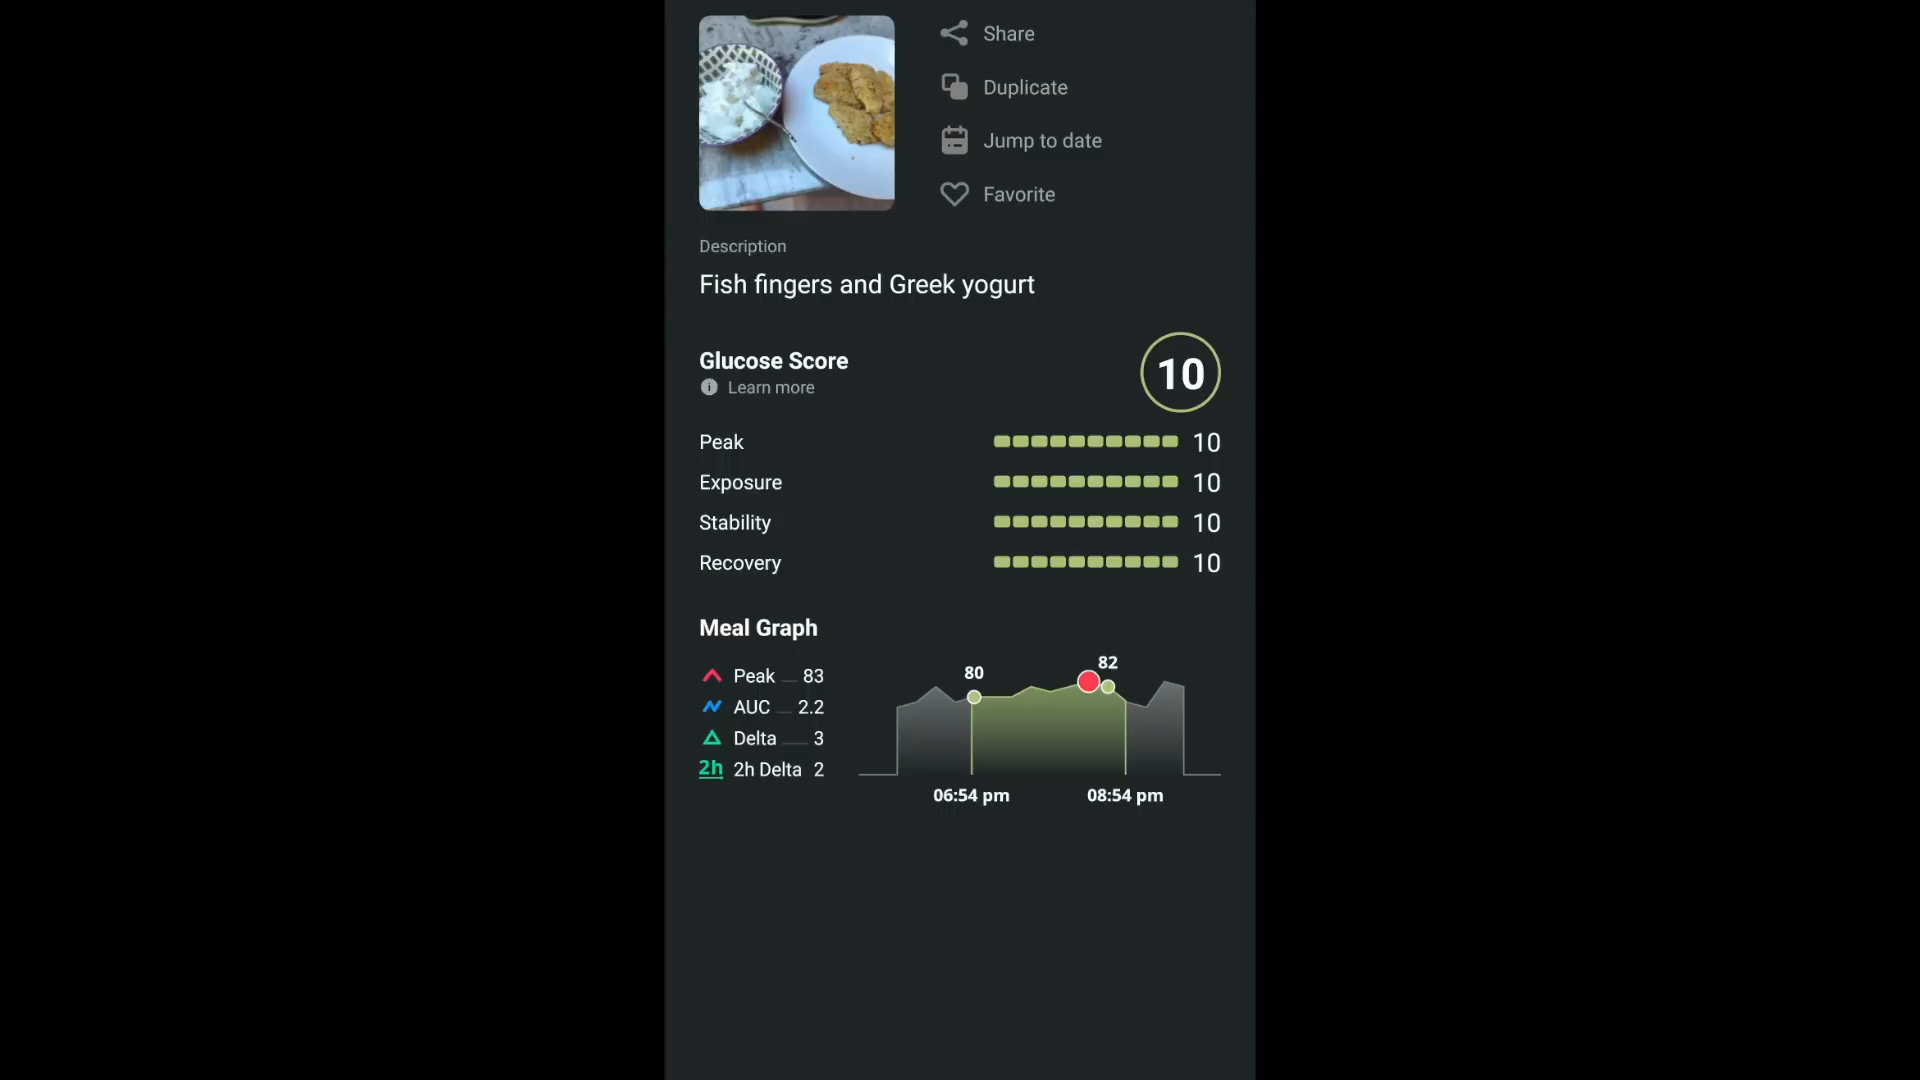 Share
Duplicate
Jump to date
Favorite
Description
Fish fingers and Greek yogurt
Glucose Score
Learn more
10
Peak 10
Exposure 10
Stability 10
Recovery 10
Meal Graph
Peak 83
AUC 2.2
Delta 3
2h 2h Delta 2
80
82
06:54 pm
08:54 pm